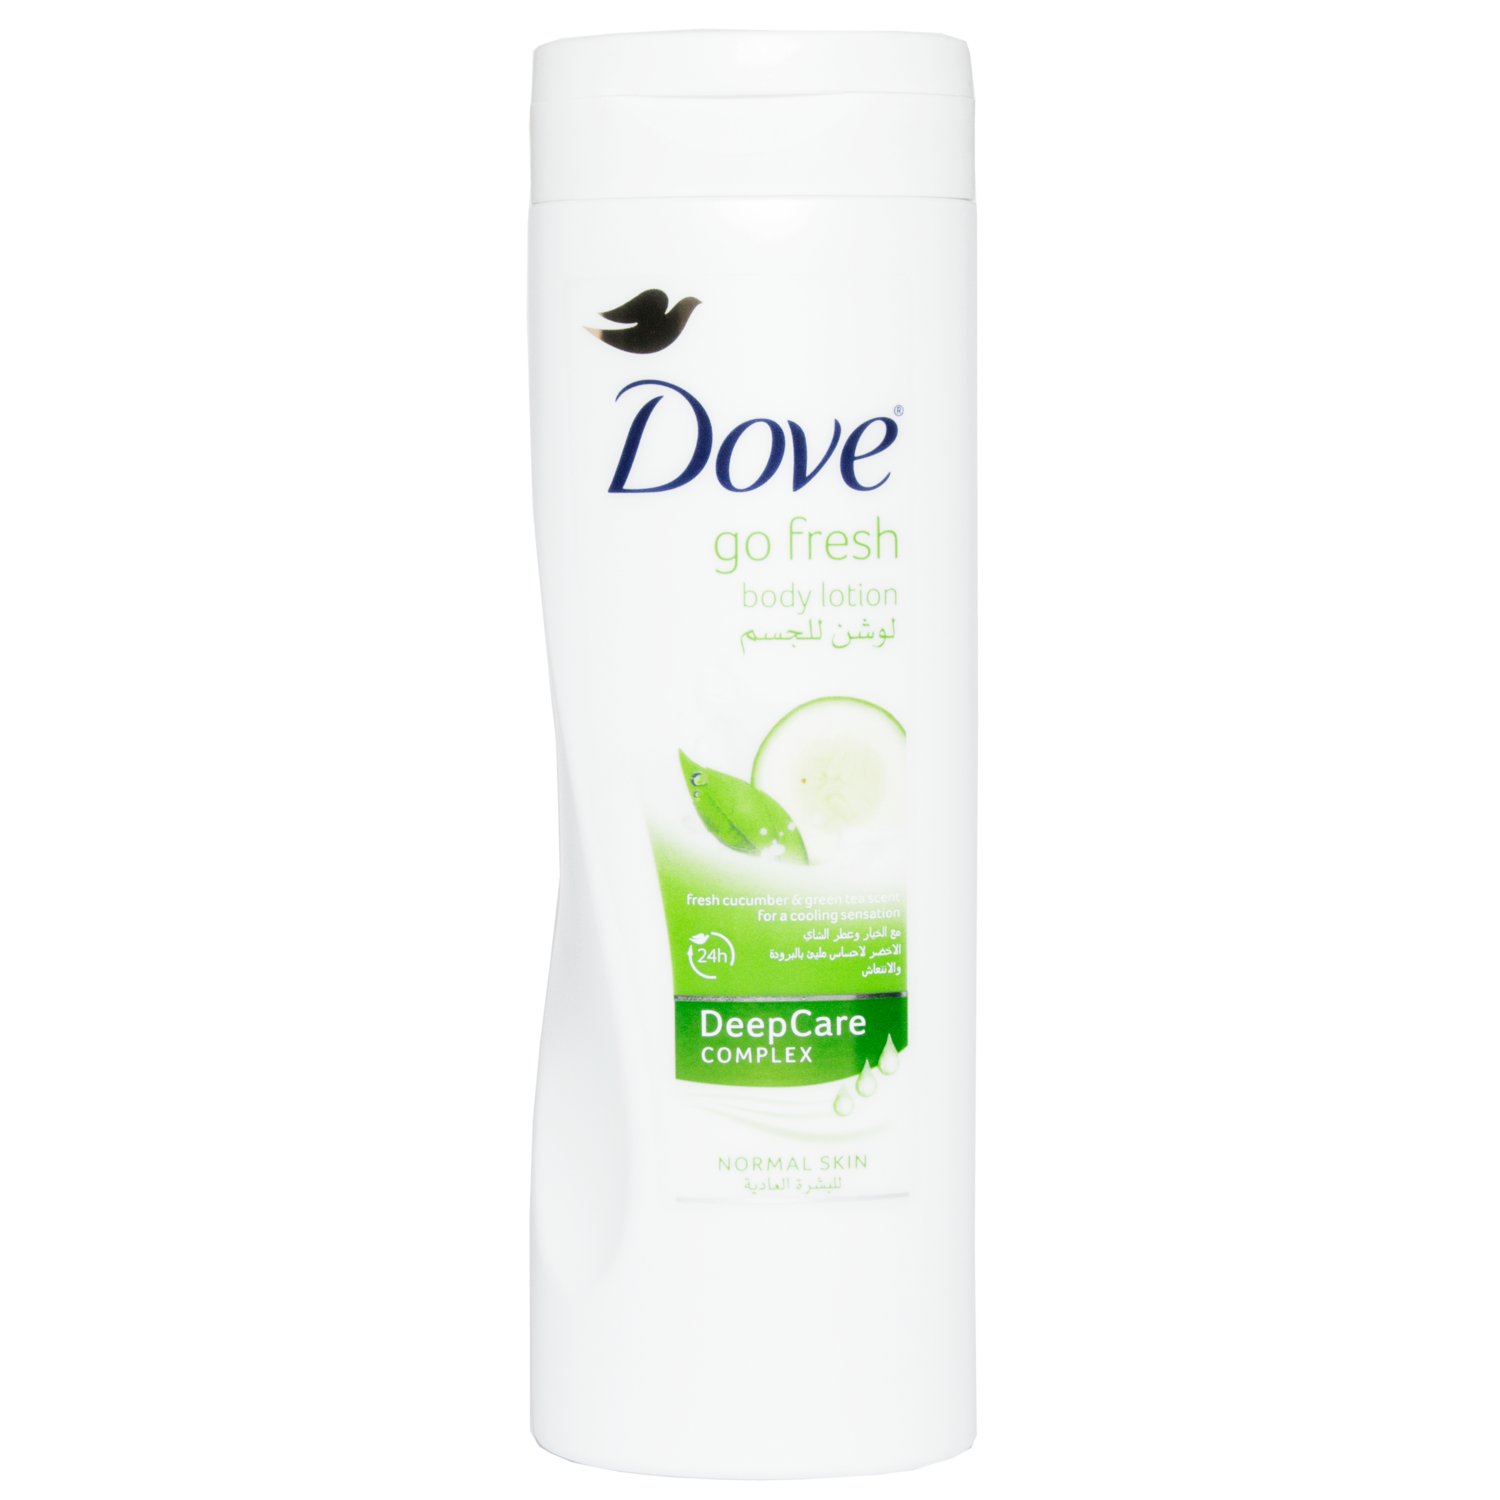 Dove®
go fresh
body lotion
لوشن للجسم
fresh cucumber & green tea scent
for a cooling sensation
مع الخيار وعطر الشاي
الاخضر لاحساس مليئ بالبرودة
والانتعاش
24h
DeepCare
COMPLEX
NORMAL SKIN
للبشرة العادية